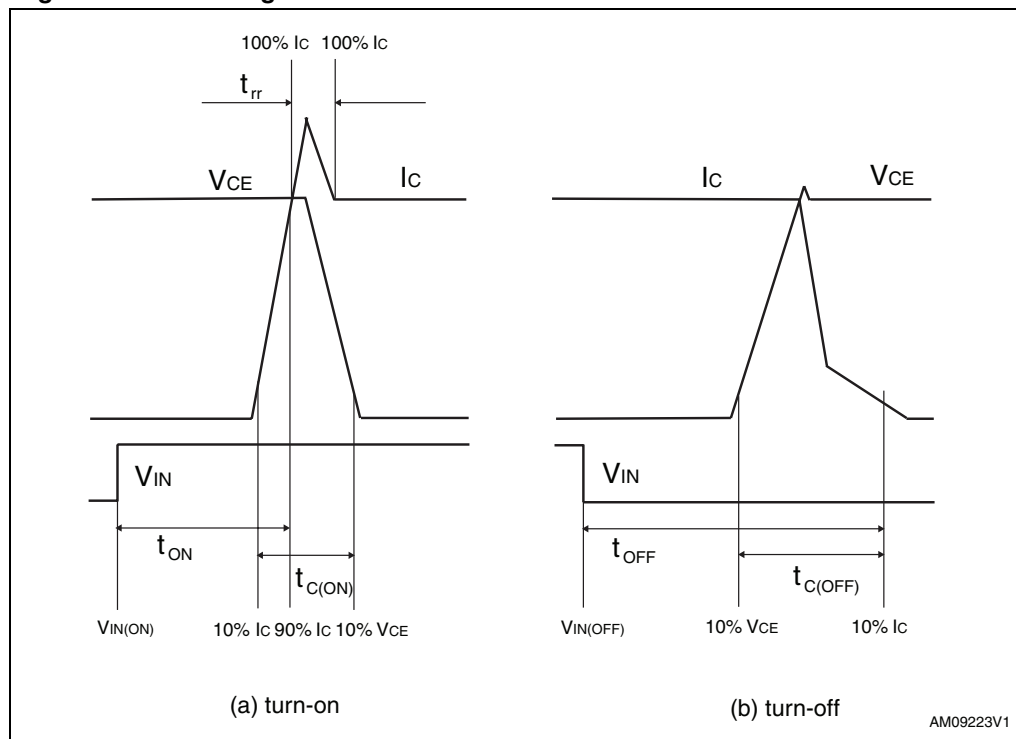 100% IC 100% IC
trr
VCE IC
VIN
tON
tC(ON)
VIN(ON) 10% IC 90% IC 10% VCE
(a) turn-on
IC VCE
VIN
tOFF
tC(OFF)
VIN(OFF) 10% VCE 10% IC
(b) turn-off
AM09223V1